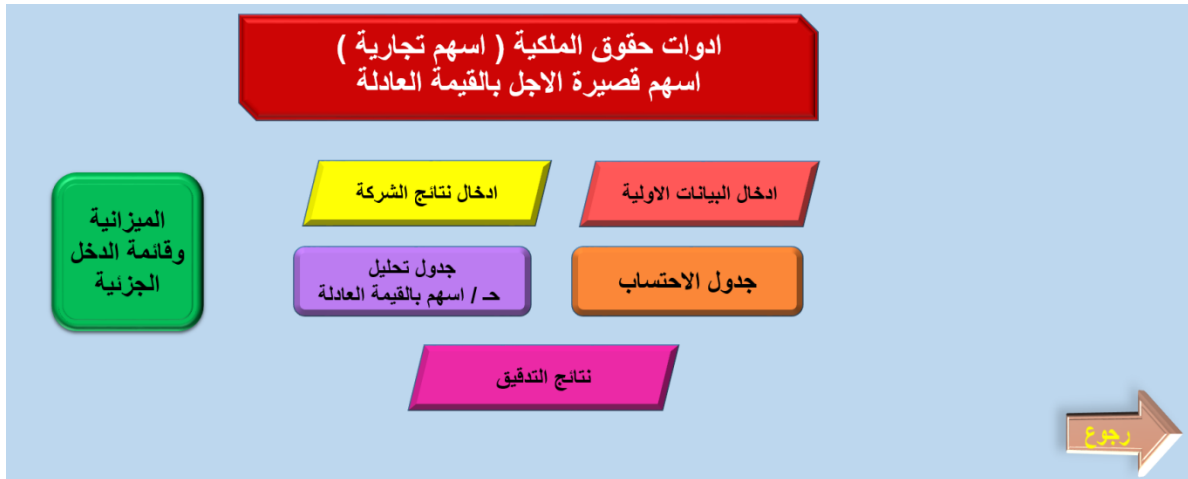 ادوات حقوق الملكية ( اسهم تجارية )
اسهم قصيرة الاجل بالقيمة العادلة
ادخال البيانات الاولية
ادخال نتائج الشركة
الميزانية
وقائمة الدخل
الجزئية
جدول الاحتساب
جدول تحليل
حـ / اسهم بالقيمة العادلة
نتائج التدقيق
رجوع